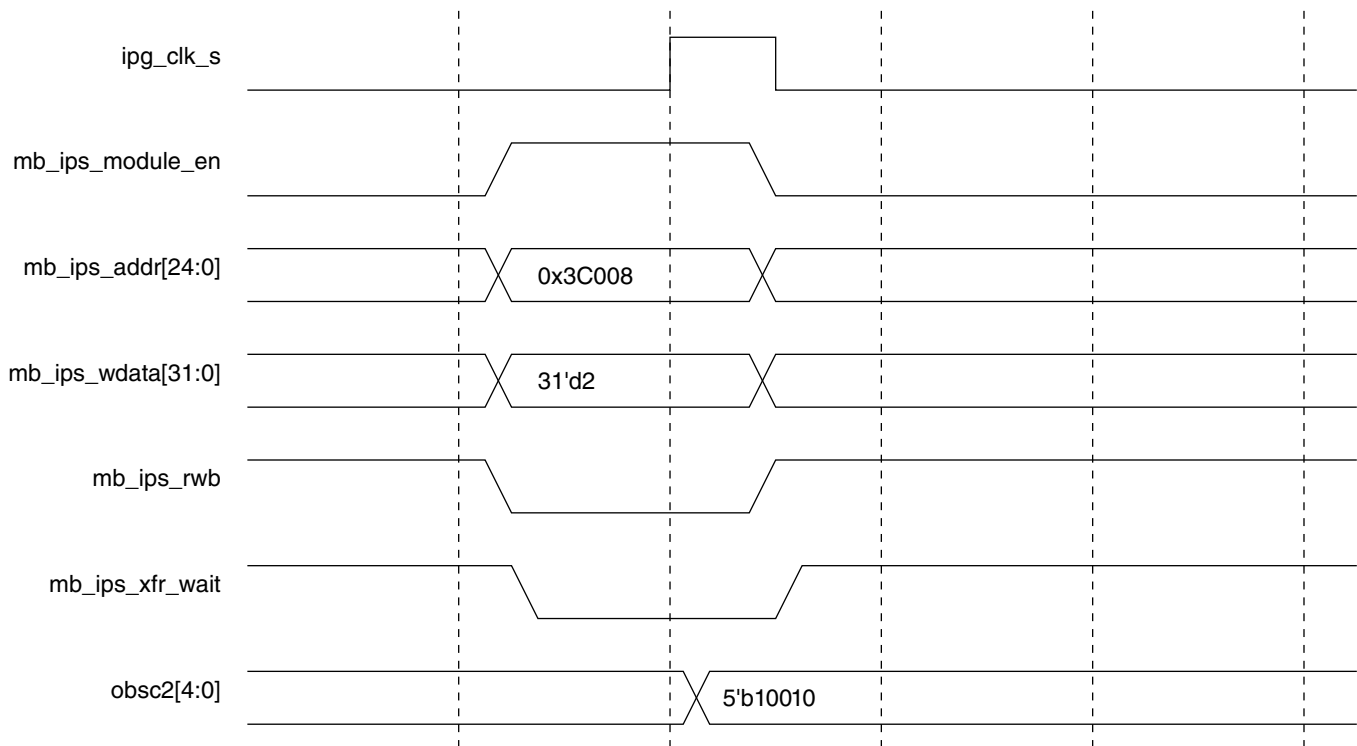 ipg_clk_s
mb_ips_module_en
mb_ips_addr[24:0]
0x3C008
mb_ips_wdata[31:0]
31'd2
mb_ips_rwb
mb_ips_xfr_wait
obsc2[4:0]
5'b10010